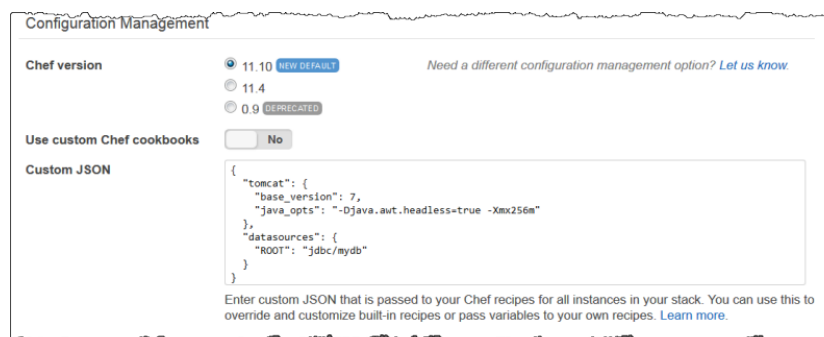 Configuration Management
Chef version
11.10 NEW DEFAULT
Need a different configuration management option? Let us know.
11.4
0.9 DEPRECATED
Use custom Chef cookbooks
No
Custom JSON
{
"tomcat": {
"base_version": 7,
"java_opts": "-Djava.awt.headless=true -Xmx256m"
},
"datasources": {
"ROOT": "jdbc/mydb"
}
}
Enter custom JSON that is passed to your Chef recipes for all instances in your stack. You can use this to
override and customize built-in recipes or pass variables to your own recipes. Learn more.